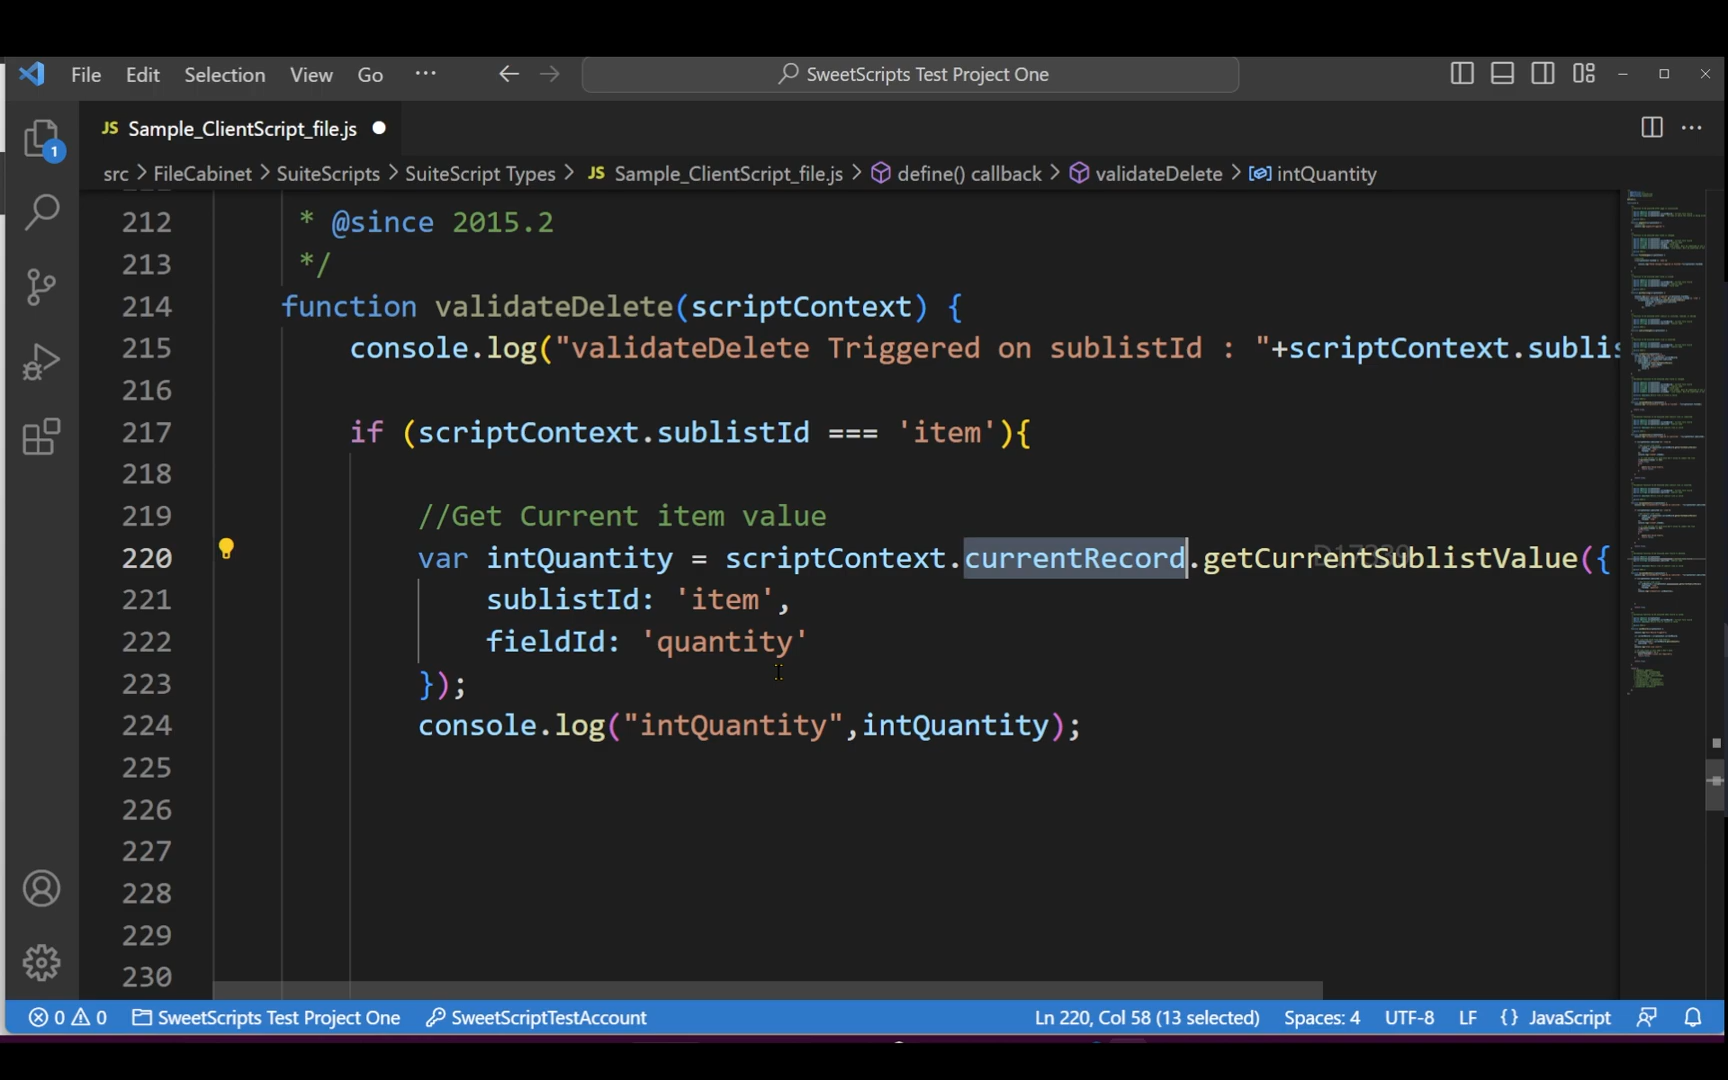 File Edit Selection View Go ··· SweetScripts Test Project One
JS Sample_ClientScript_file.js
1
src > FileCabinet > SuiteScripts > SuiteScript Types > JS Sample_ClientScript_file.js > define() callback > validateDelete > intQuantity
212 * @since 2015.2
213 */
214 function validateDelete(scriptContext) {
215 console.log("validateDelete Triggered on sublistId : "+scriptContext.sublis
216
217 if (scriptContext.sublistId === 'item'){
218
219 //Get Current item value
220 var intQuantity = scriptContext.currentRecord.getCurrentSublistValue({
221 sublistId: 'item',
222 fieldId: 'quantity'
223 });
224 console.log("intQuantity",intQuantity);
225
226
227
228
229
230
0 0 SweetScripts Test Project One SweetScriptTestAccount Ln 220, Col 58 (13 selected) Spaces: 4 UTF-8 LF {} JavaScript